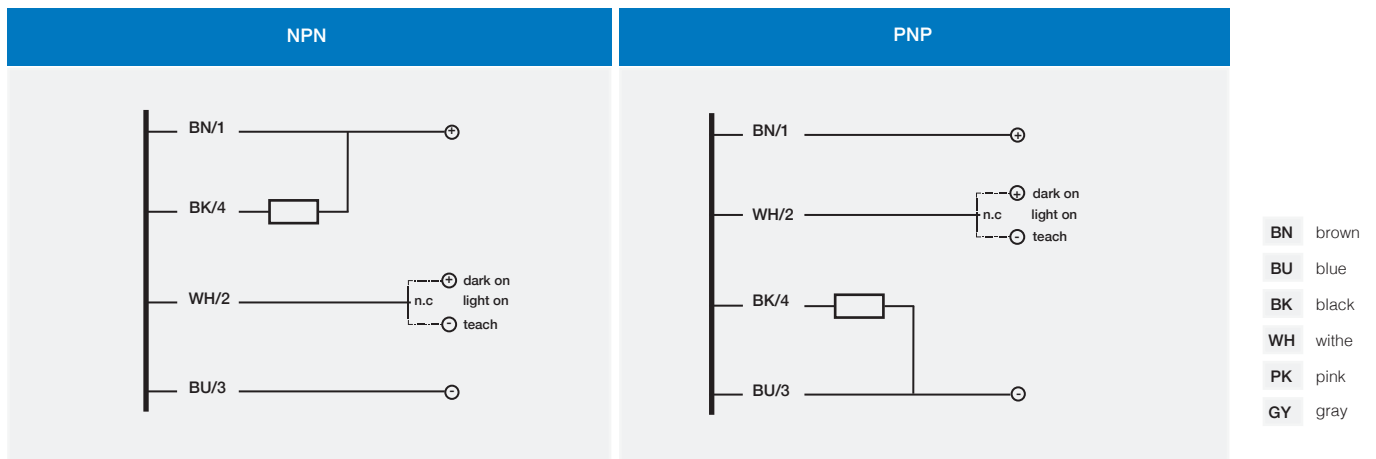 NPN
BN/1
+
BK/4
+ dark on
WH/2
n.c light on
- teach
BU/3
-
PNP
BN/1
+
+ dark on
WH/2
n.c light on
- teach
BK/4
BU/3
-
BN brown
BU blue
BK black
WH withe
PK pink
GY gray